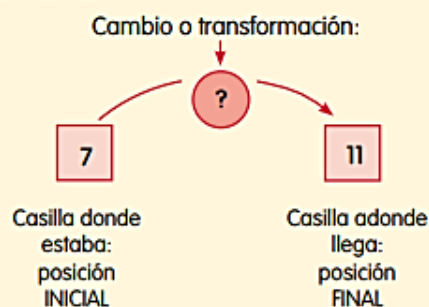 Cambio o transformación:
?
7
11
Casilla donde
estaba:
posición
INICIAL
Casilla adonde
llega:
posición
FINAL